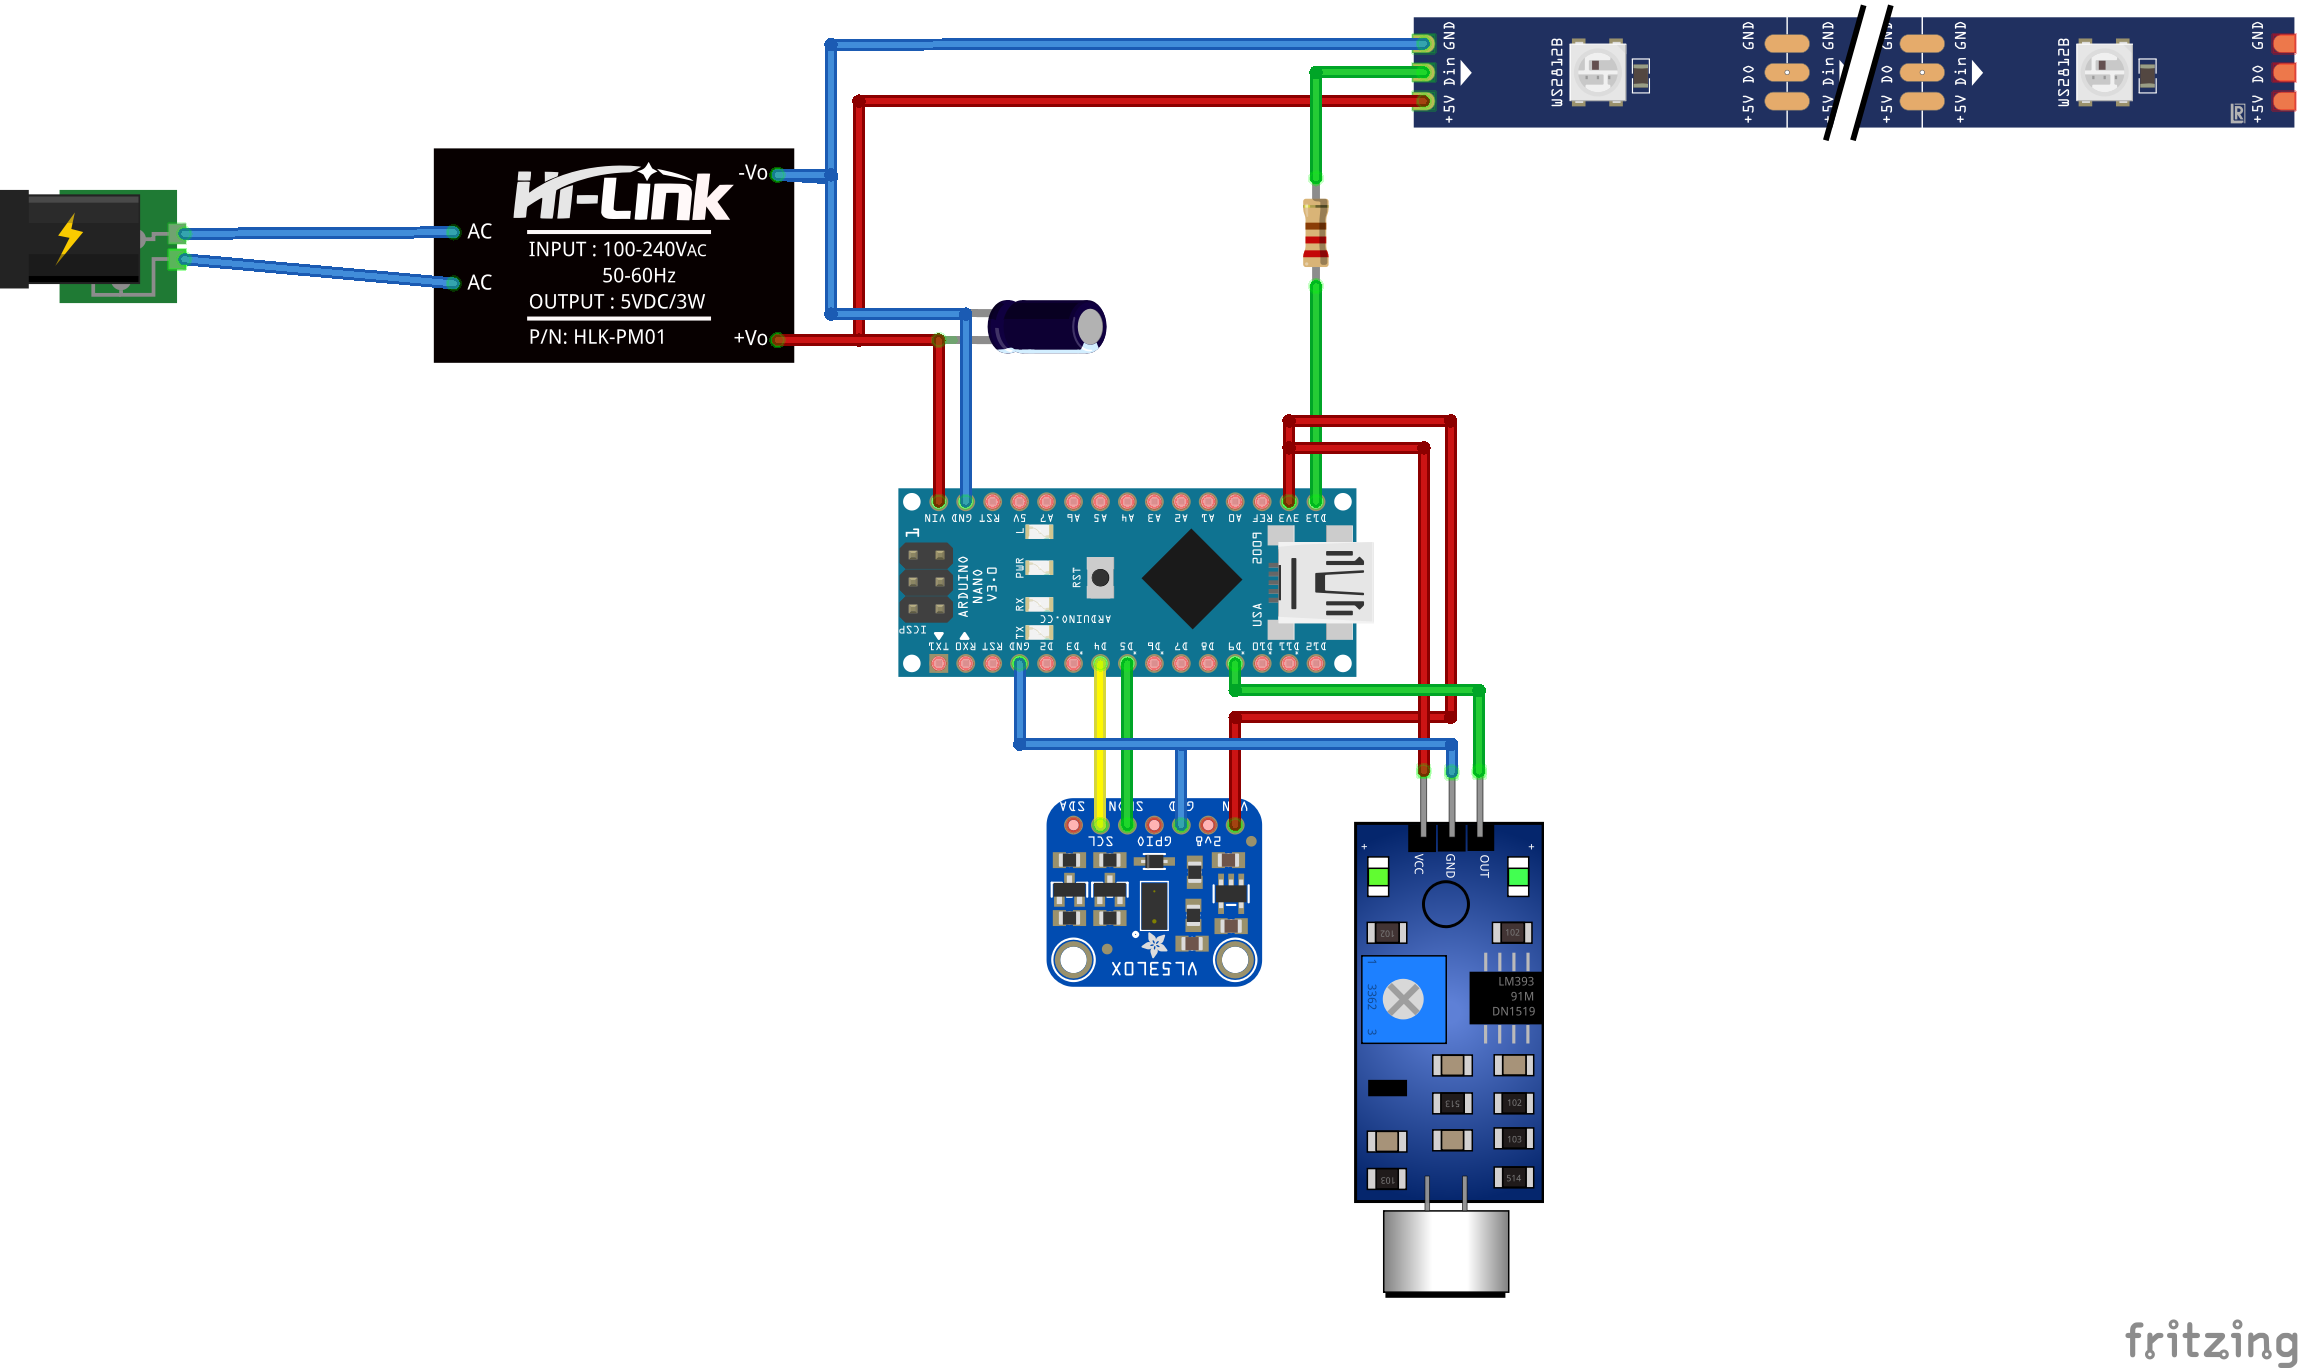 GND
Din
+5V
WS2812B
GND
DO
+5V
GND
Din
+5V
GND
DO
+5V
GND
Din
+5V
WS2812B
GND
DO
+5V
Hi-Link
-Vo
AC
INPUT : 100-240VAC
50-60Hz
AC
OUTPUT : 5VDC/3W
P/N: HLK-PM01
+Vo
VIN GND RST 5V A7 A6 A5 A4 A3 A2 A1 A0 REF 3V3 D13
L
PWR
RX
TX
RST
ARDUINO
NANO
V3.0
ARDUINO.CC
USA
ICSP
TX1 RX0 RST GND D2 D3 D4 D5 D6 D7 D8 D9 D10 D11 D12
SDA GND
SCL GPIO 2v8
VL53L0X
+ +
VCC GND OUT
102 102
1
3362
3
LM393
91M
DN1519
513 102
103
103 514
fritzing